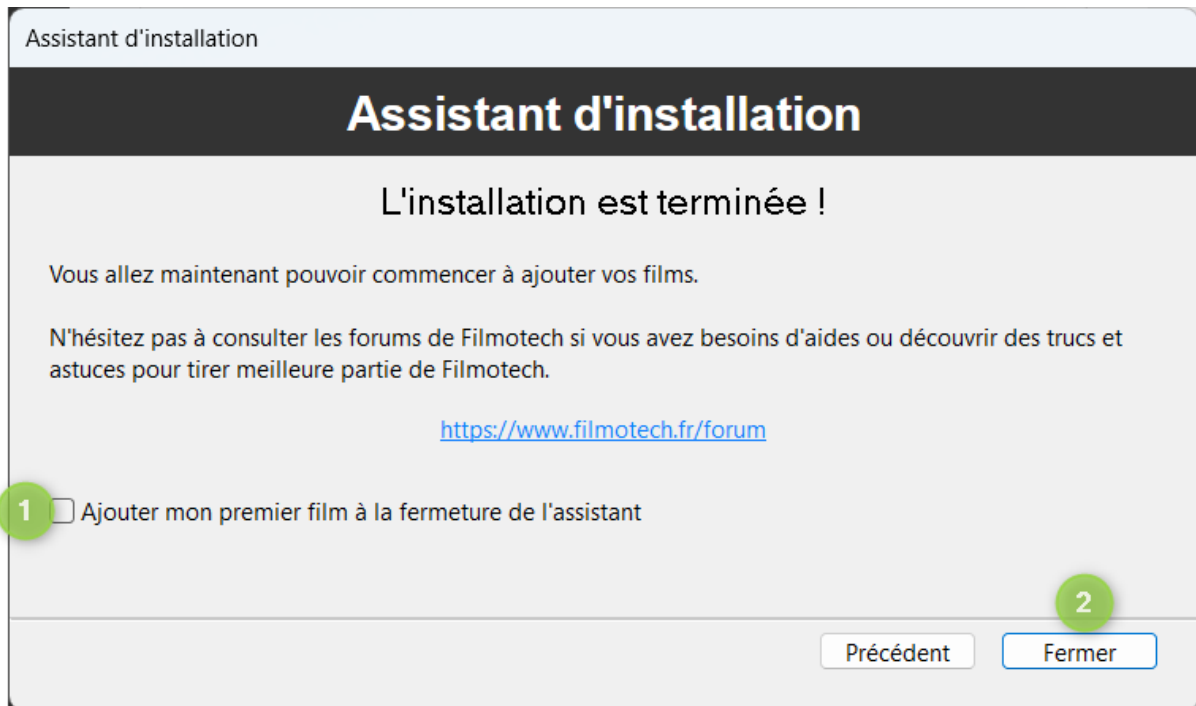 Assistant d'installation
Assistant d'installation
L'installation est terminée !
Vous allez maintenant pouvoir commencer à ajouter vos films.
N'hésitez pas à consulter les forums de Filmotech si vous avez besoins d'aides ou découvrir des trucs et
astuces pour tirer meilleure partie de Filmotech.
https://www.filmotech.fr/forum
1 Ajouter mon premier film à la fermeture de l'assistant
2
Précédent Fermer